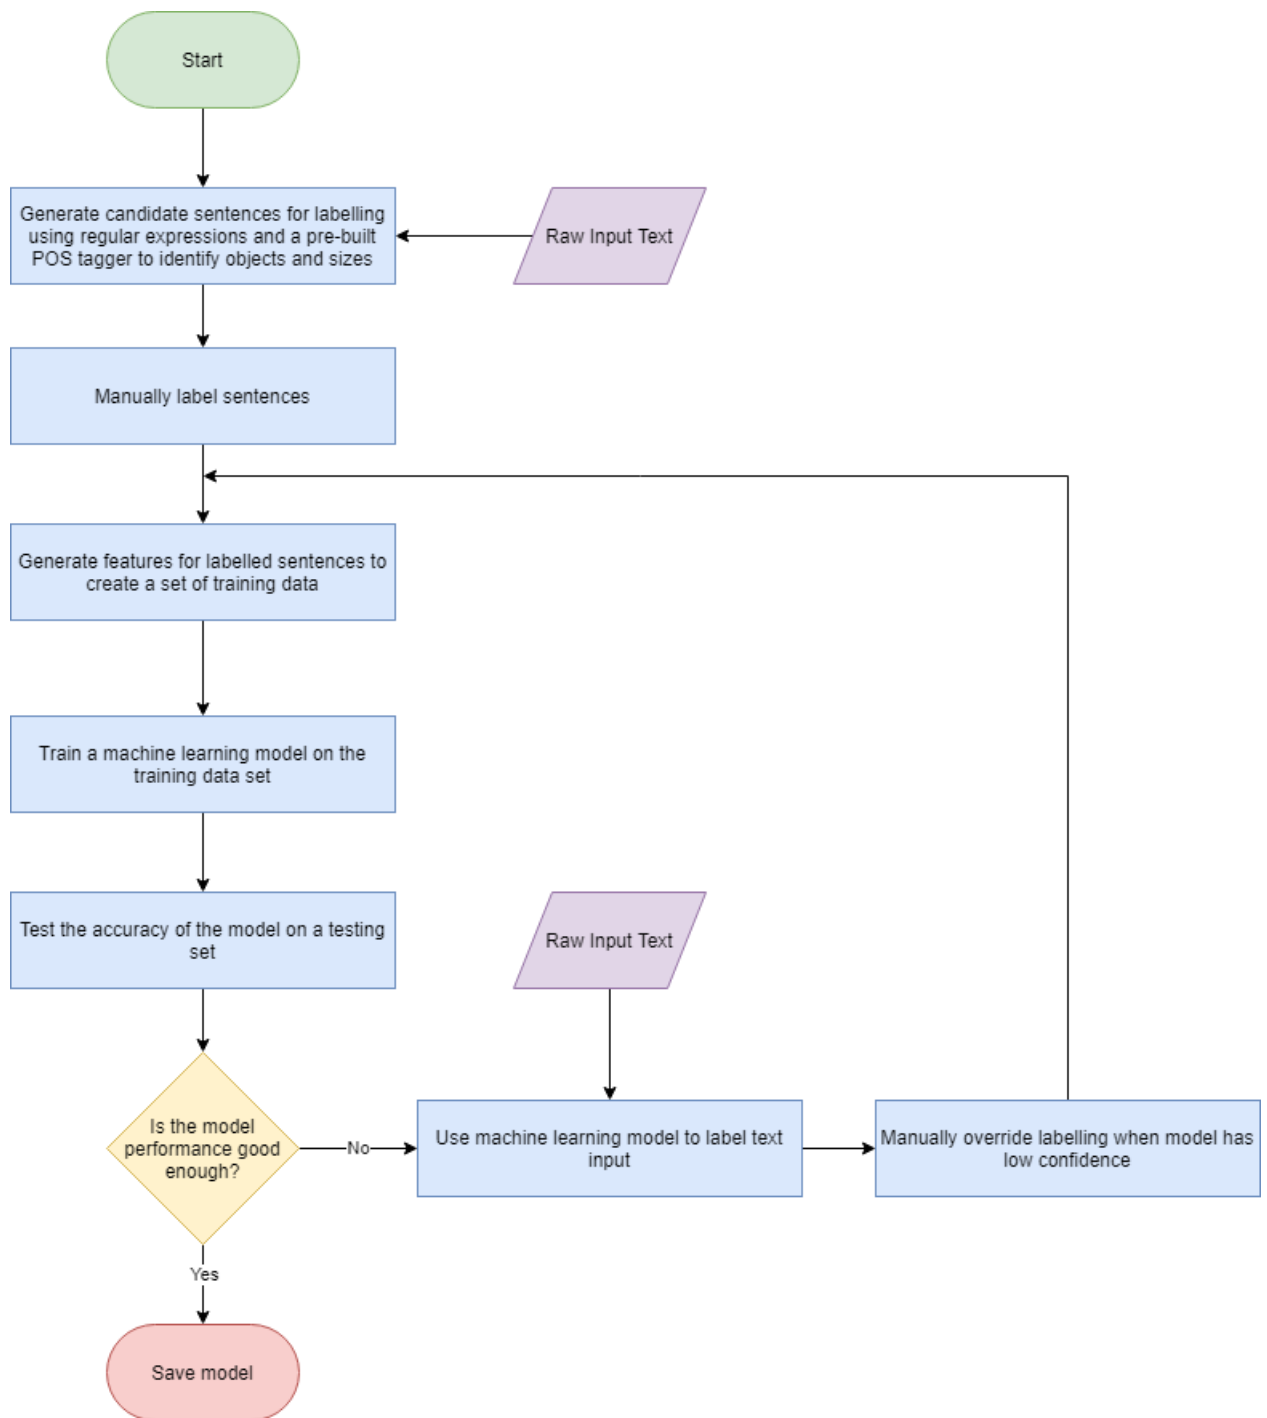 Start
Generate candidate sentences for labelling
using regular expressions and a pre-built
POS tagger to identify objects and sizes
Raw Input Text
Manually label sentences
Generate features for labelled sentences to
create a set of training data
Train a machine learning model on the
training data set
Test the accuracy of the model on a testing
set
Raw Input Text
Is the model
performance good
enough?
No
Use machine learning model to label text
input
Manually override labelling when model has
low confidence
Yes
Save model